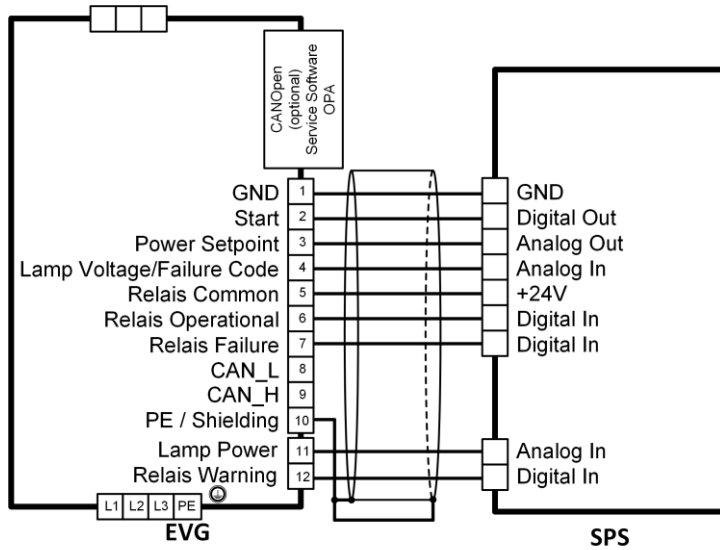 CANOpen
(optional)
Service Software
OPA
GND 1 GND
Start 2 Digital Out
Power Setpoint 3 Analog Out
Lamp Voltage/Failure Code 4 Analog In
Relais Common 5 +24V
Relais Operational 6 Digital In
Relais Failure 7 Digital In
CAN_L 8
CAN_H 9
PE / Shielding 10
Lamp Power 11 Analog In
Relais Warning 12 Digital In
L1 L2 L3 PE
EVG
SPS